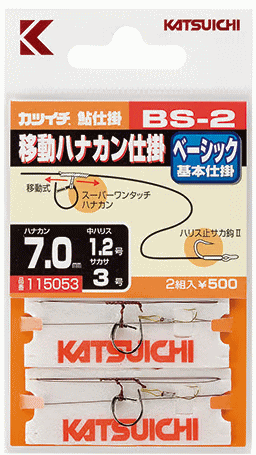 KATSUICHI
カツイチ 鮎仕掛 BS-2
移動ハナカン仕掛
ベーシック
基本仕掛
移動式
スーパーワンタッチ
ハナカン
ハリス止サカ鈎Ⅱ
ハナカン 7.0mm
中ハリス 1.2号
サカサ 3号
品番 115053
2組入¥500
KATSUICHI
KATSUICHI